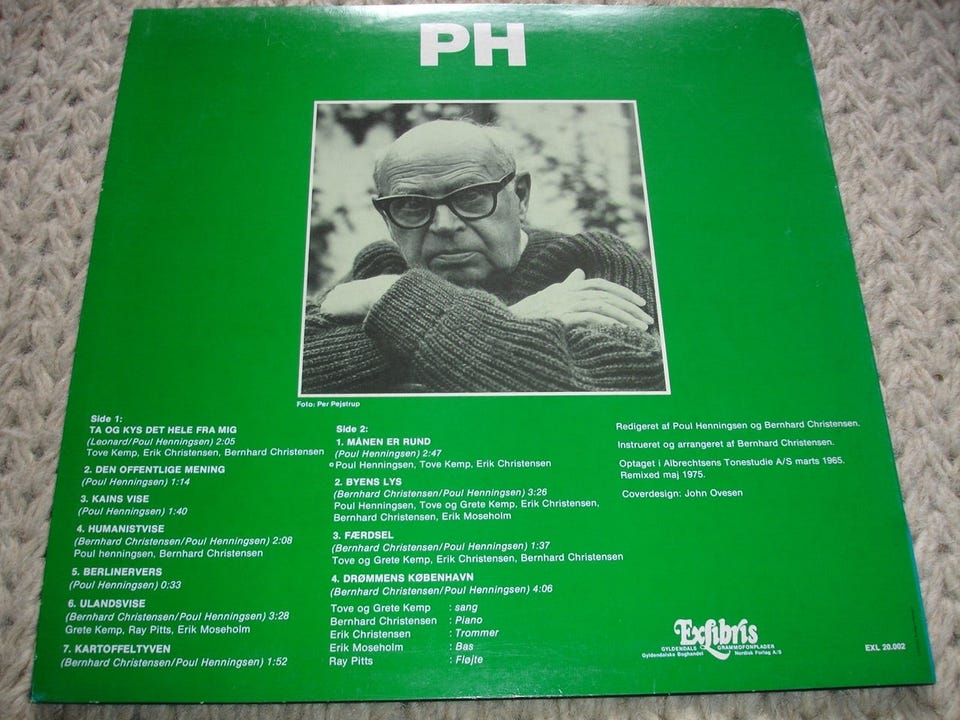 PH
Foto: Per Pejstrup
Side 1:
TA OG KYS DET HELE FRA MIG
(Leonard/Poul Henningsen) 2:05
Tove Kemp, Erik Christensen, Bernhard Christensen
2. DEN OFFENTLIGE MENING
(Poul Henningsen) 1:14
3. KAINS VISE
(Poul Henningsen) 1:40
4. HUMANISTVISE
(Bernhard Christensen/Poul Henningsen) 2:08
Poul henningsen, Bernhard Christensen
5. BERLINERVERS
(Poul Henningsen) 0:33
6. ULANDSVISE
(Bernhard Christensen/Poul Henningsen) 3:28
Grete Kemp, Ray Pitts, Erik Moseholm
7. KARTOFFELTYVEN
(Bernhard Christensen/Poul Henningsen) 1:52
Side 2:
1. MÅNEN ER RUND
(Poul Henningsen) 2:47
Poul Henningsen, Tove Kemp, Erik Christensen
2. BYENS LYS
(Bernhard Christensen/Poul Henningsen) 3:26
Poul Henningsen, Tove og Grete Kemp, Erik Christensen,
Bernhard Christensen, Erik Moseholm
3. FÆRDSEL
(Bernhard Christensen/Poul Henningsen) 1:37
Tove og Grete Kemp, Erik Christensen, Bernhard Christensen
4. DRØMMENS KØBENHAVN
(Bernhard Christensen/Poul Henningsen) 4:06
Tove og Grete Kemp : sang
Bernhard Christensen : Piano
Erik Christensen : Trommer
Erik Moseholm : Bas
Ray Pitts : Fløjte
Redigeret af Poul Henningsen og Bernhard Christensen.
Instrueret og arrangeret af Bernhard Christensen.
Optaget i Albrechtsens Tonestudie A/S marts 1965.
Remixed maj 1975.
Coverdesign: John Ovesen
Exlibris
GYLDENDALS GRAMMOFONPLADER
Gyldendalske Boghandel Nordisk Forlag A/S
EXL 20.002